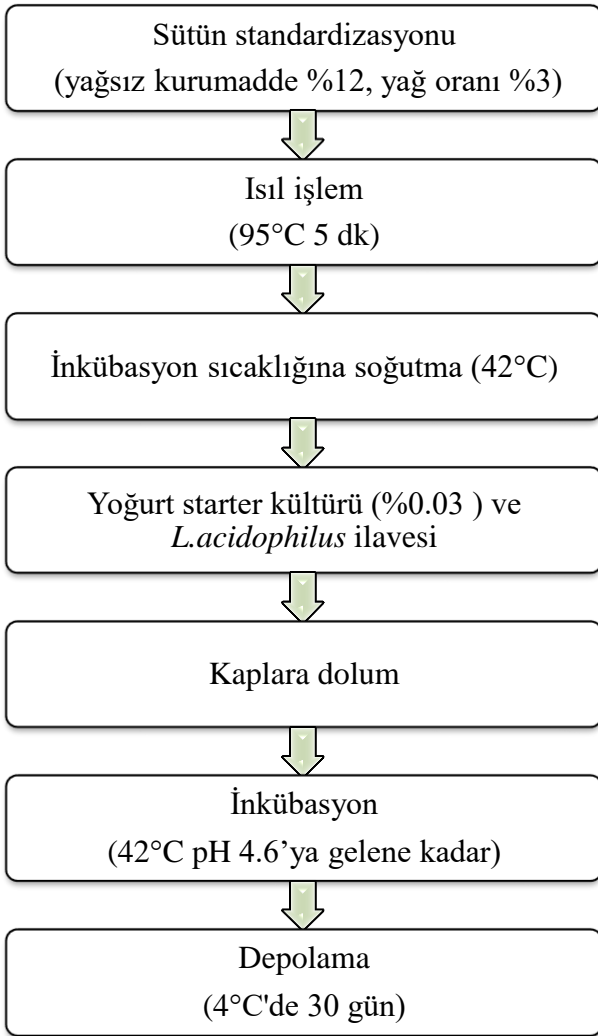 Sütün standardizasyonu
(yağsız kurumadde %12, yağ oranı %3)
Isıl işlem
(95°C 5 dk)
İnkübasyon sıcaklığına soğutma (42°C)
Yoğurt starter kültürü (%0.03 ) ve
L.acidophilus ilavesi
Kaplara dolum
İnkübasyon
(42°C pH 4.6’ya gelene kadar)
Depolama
(4°C'de 30 gün)